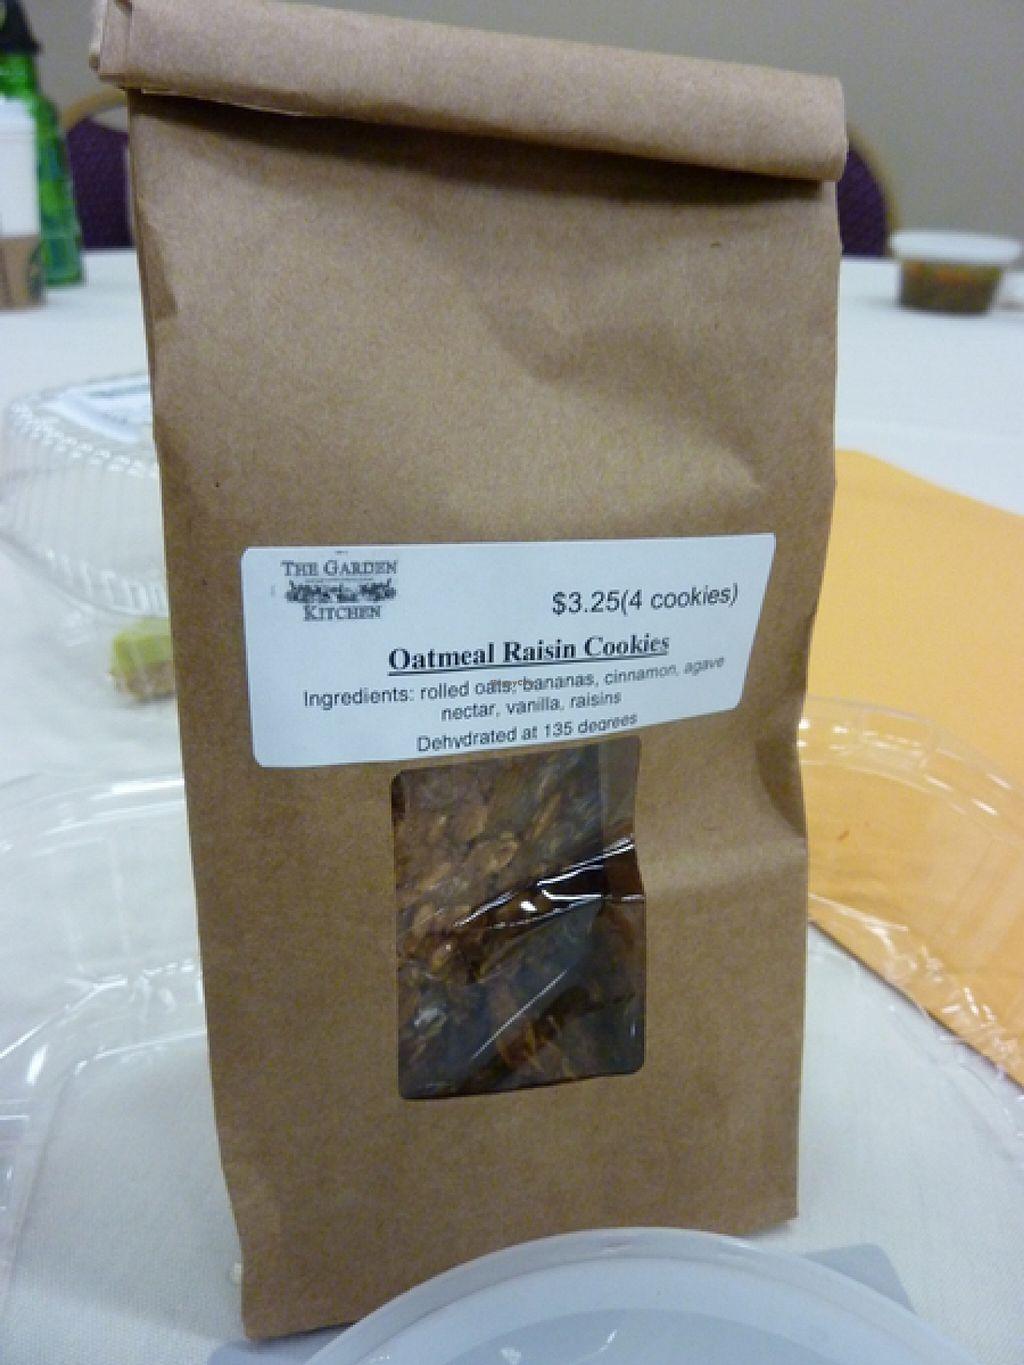 THE GARDEN
KITCHEN
$3.25(4 cookies)
Oatmeal Raisin Cookies
Ingredients: rolled oats, bananas, cinnamon, agave
nectar, vanilla, raisins
Dehydrated at 135 degrees